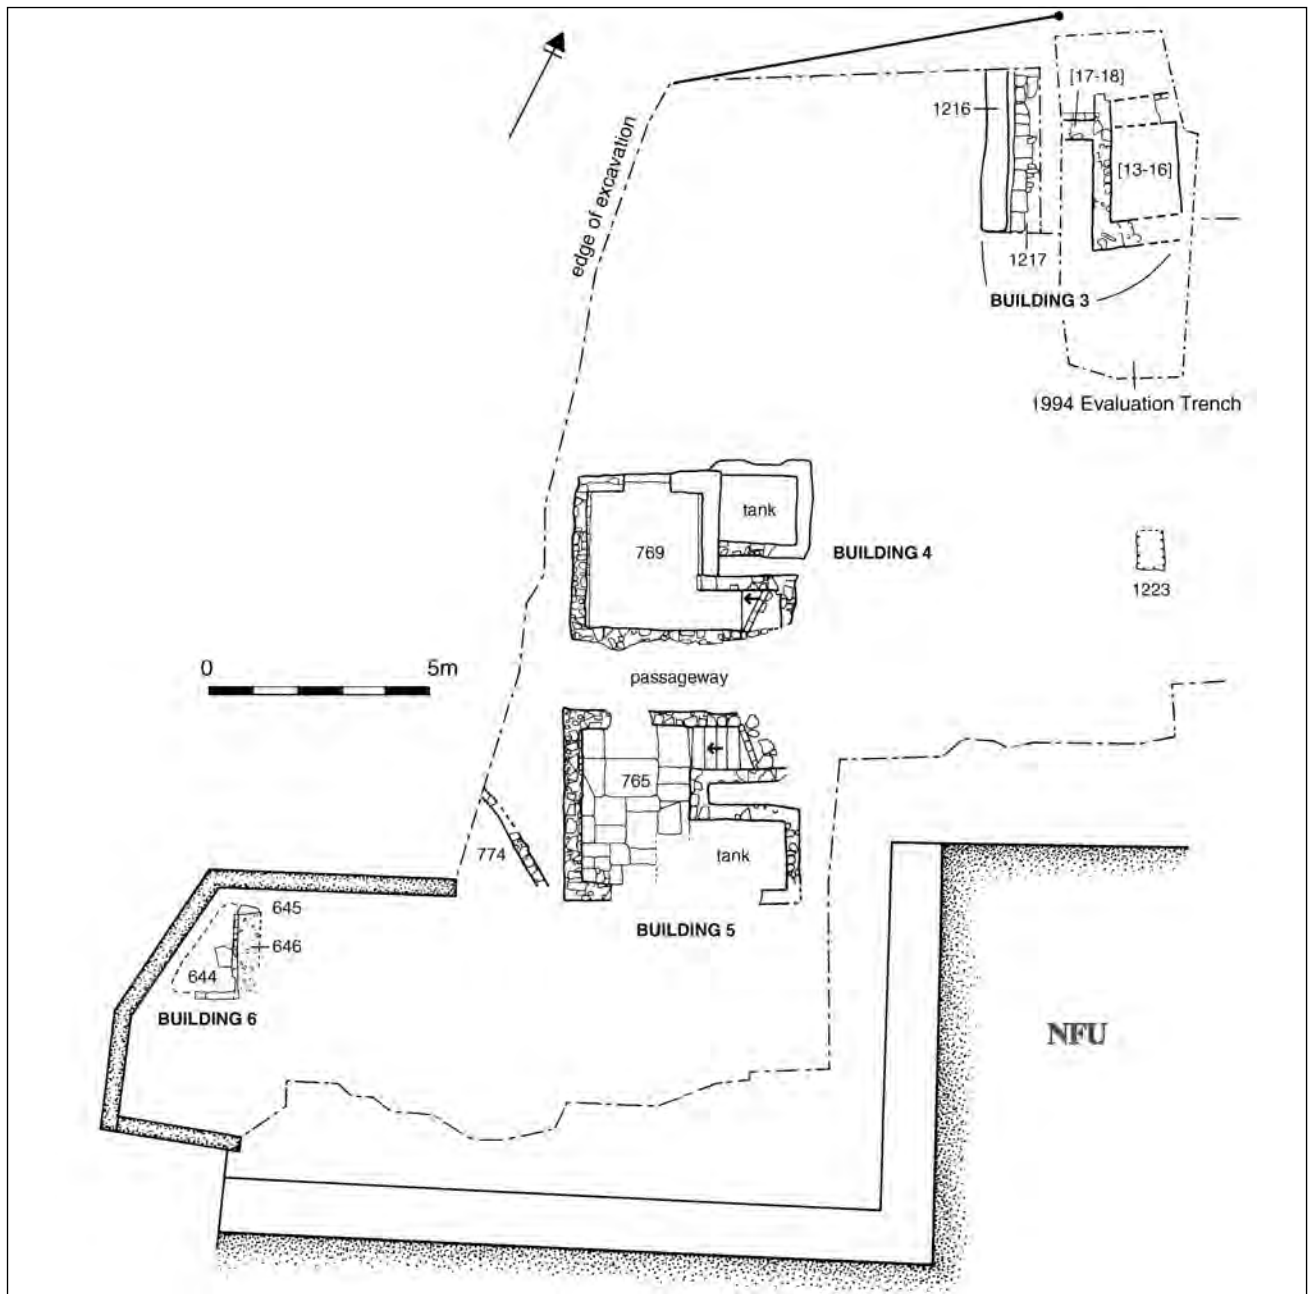 [17-18]
1216
[13-16]
edge of excavation
1217
BUILDING 3
1994 Evaluation Trench
tank
769
BUILDING 4
1223
0 5m
passageway
765
774
tank
645
BUILDING 5
646
644
BUILDING 6
NFU